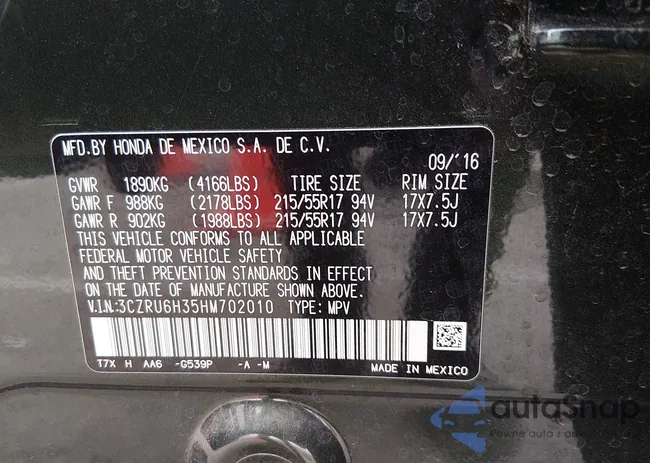 MFD.BY HONDA DE MEXICO S.A. DE C.V.
09/´16
GVWR 1890KG (4166LBS) TIRE SIZE RIM SIZE
GAWR F 988KG (2178LBS) 215/55R17 94V 17X7.5J
GAWR R 902KG (1988LBS) 215/55R17 94V 17X7.5J
THIS VEHICLE CONFORMS TO ALL APPLICABLE
FEDERAL MOTOR VEHICLE SAFETY
AND THEFT PREVENTION STANDARDS IN EFFECT
ON THE DATE OF MANUFACTURE SHOWN ABOVE.
V.I.N:3CZRU6H35HM702010 TYPE: MPV
T7X H AA6 -G539P -A -M MADE IN MEXICO
autoSnap
Pewne auto z